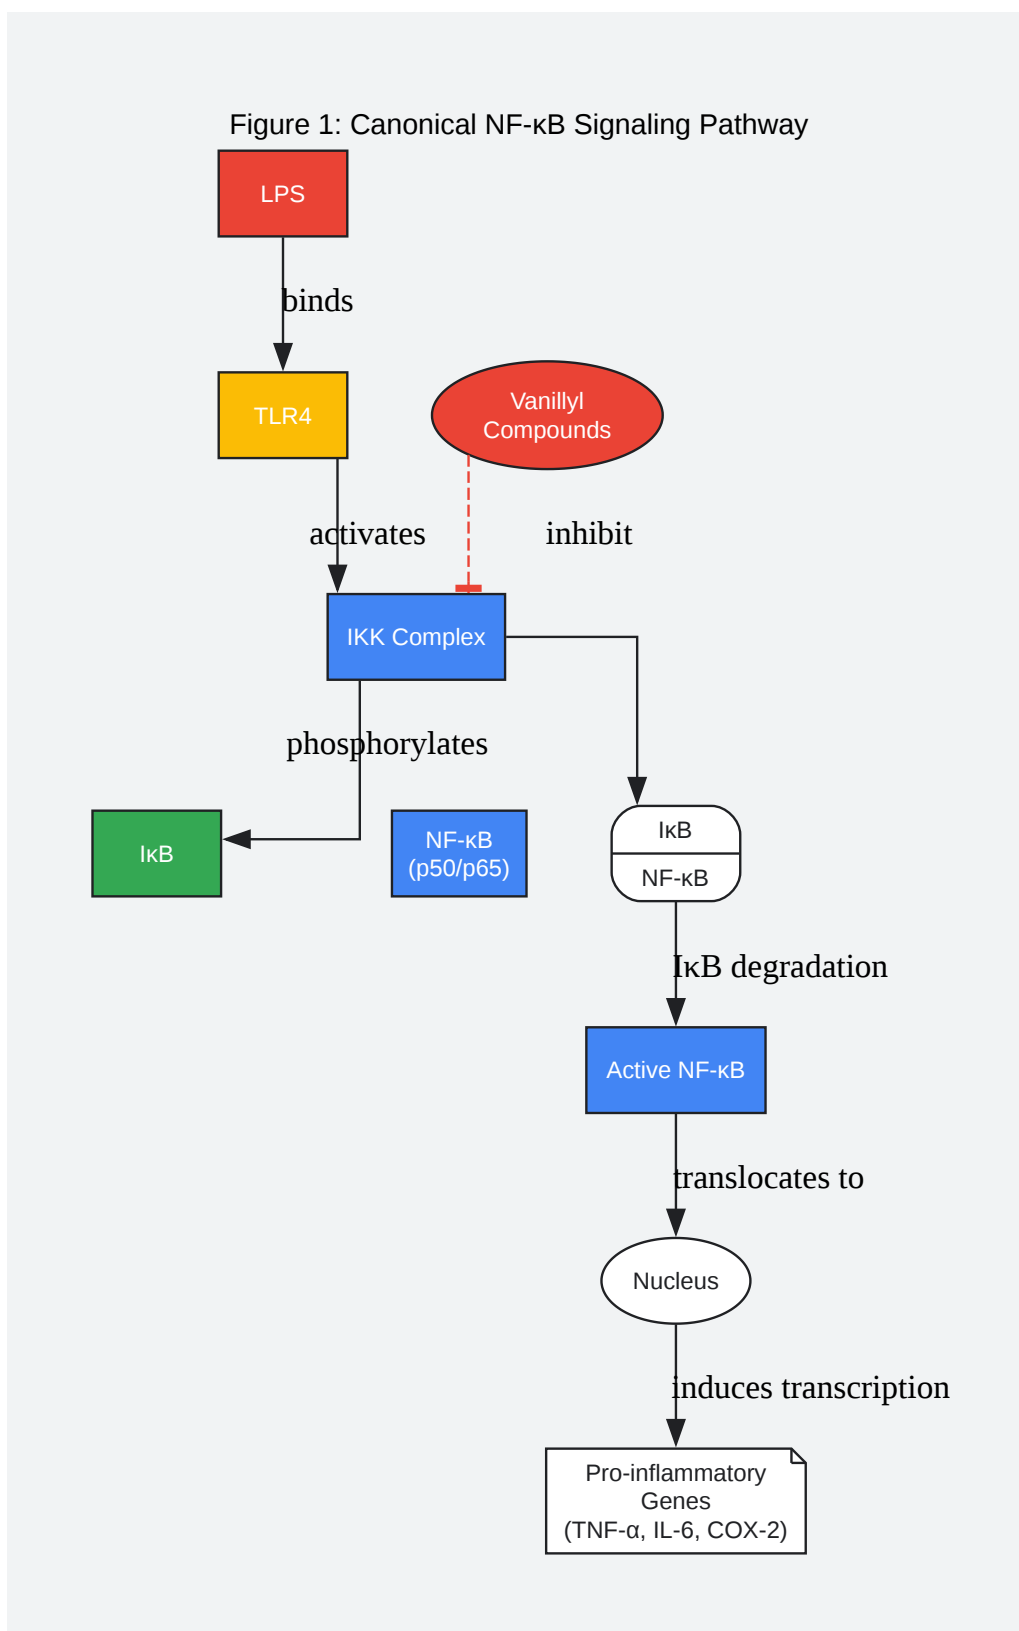 Figure 1: Canonical NF-κB Signaling Pathway
LPS
binds
TLR4
Vanillyl
Compounds
activates
inhibit
IKK Complex
phosphorylates
IκB
NF-κB
(p50/p65)
IκB
NF-κB
IκB degradation
Active NF-κB
translocates to
Nucleus
induces transcription
Pro-inflammatory
Genes
(TNF-α, IL-6, COX-2)